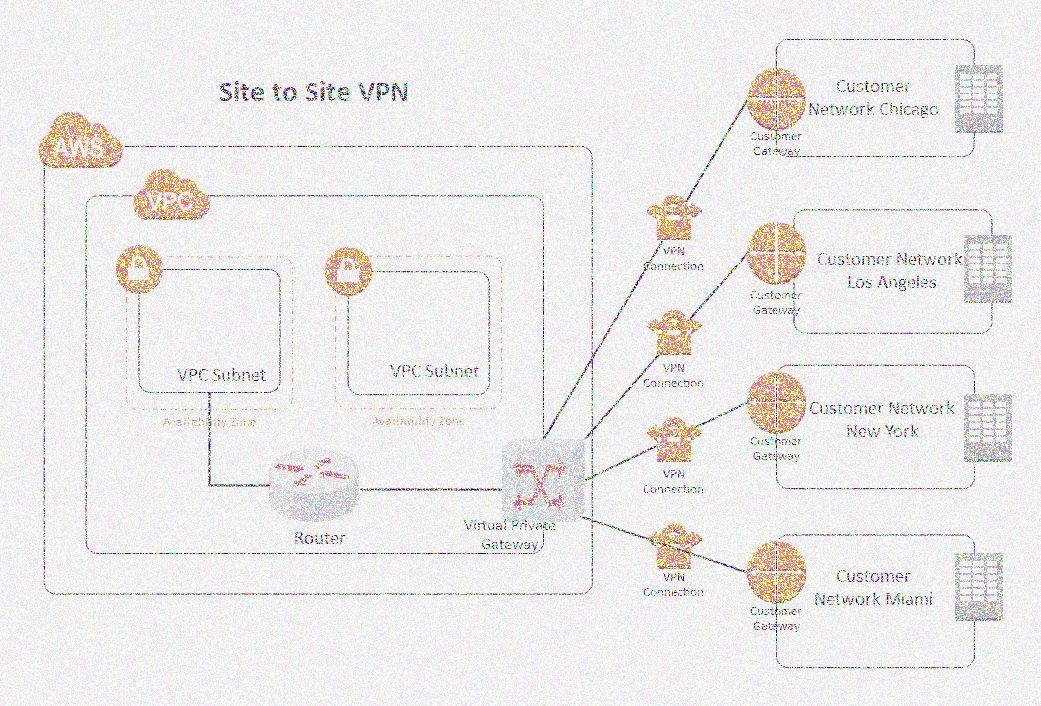 Site to Site VPN
AWS
VPC
VPC Subnet
Availability Zone
VPC Subnet
Availability Zone
Router
Virtual Private
Gateway
VPN
Connection
VPN
Connection
VPN
Connection
VPN
Connection
Customer
Gateway
Customer
Network Chicago
Customer
Gateway
Customer Network
Los Angeles
Customer
Gateway
Customer Network
New York
Customer
Gateway
Customer
Network Miami